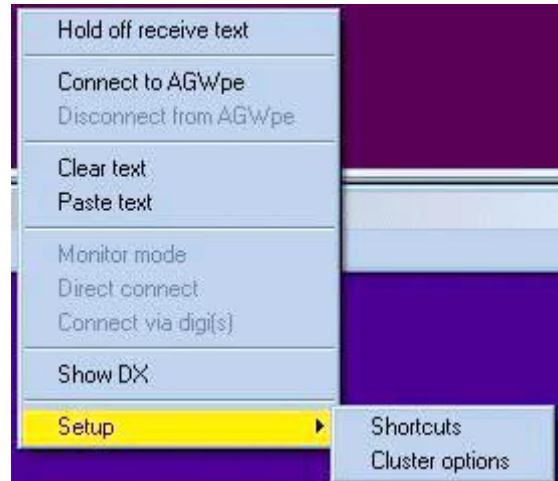 Hold off receive text
Connect to AGWpe
Disconnect from AGWpe
Clear text
Paste text
Monitor mode
Direct connect
Connect via digi(s)
Show DX
Setup
Shortcuts
Cluster options